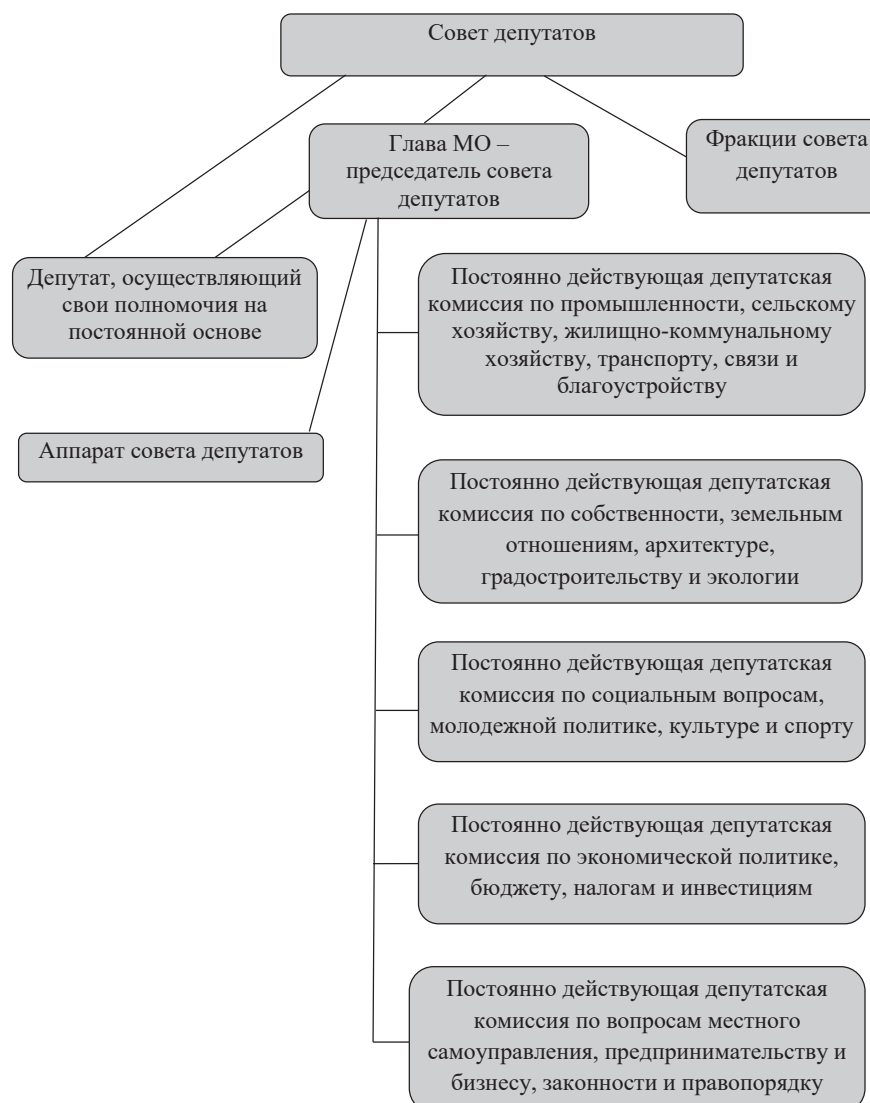 Совет депутатов
Глава МО –
председатель совета
депутатов
Фракции совета
депутатов
Депутат, осуществляющий
свои полномочия на
постоянной основе
Постоянно действующая депутатская
комиссия по промышленности, сельскому
хозяйству, жилищно-коммунальному
хозяйству, транспорту, связи и
благоустройству
Аппарат совета депутатов
Постоянно действующая депутатская
комиссия по собственности, земельным
отношениям, архитектуре,
градостроительству и экологии
Постоянно действующая депутатская
комиссия по социальным вопросам,
молодежной политике, культуре и спорту
Постоянно действующая депутатская
комиссия по экономической политике,
бюджету, налогам и инвестициям
Постоянно действующая депутатская
комиссия по вопросам местного
самоуправления, предпринимательству и
бизнесу, законности и правопорядку